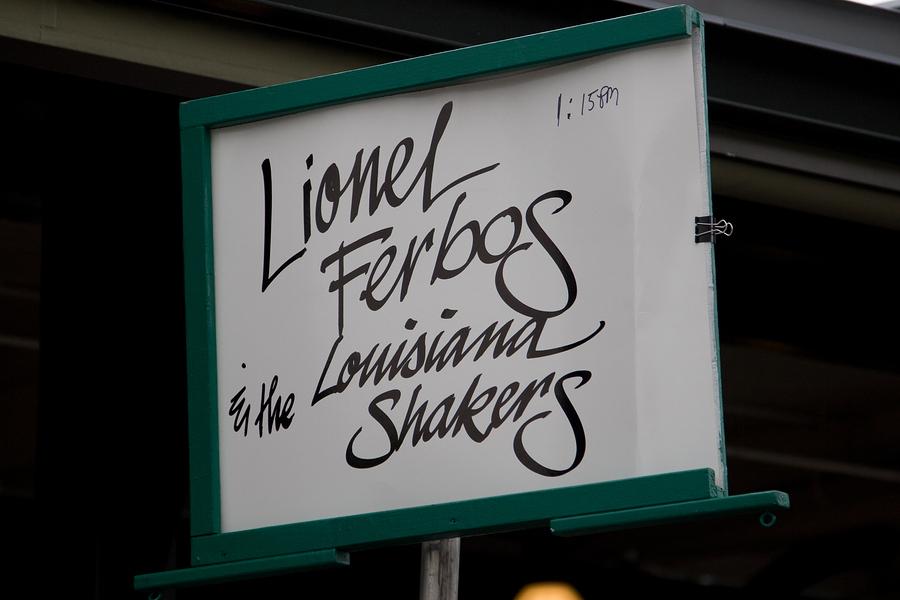 1:15pm
Lionel
Ferbos
& the Louisiana
Shakers